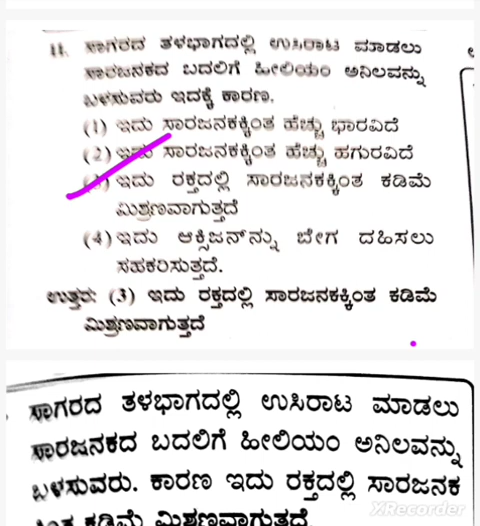 11. ಸಾಗರದ ತಳಭಾಗದಲ್ಲಿ ಉಸಿರಾಟ ಮಾಡಲು
ಸಾರಜನಕದ ಬದಲಿಗೆ ಹೀಲಿಯಂ ಅನಿಲವನ್ನು
ಬಳಸುವರು ಇದಕ್ಕೆ ಕಾರಣ.
(1) ಇದು ಸಾರಜನಕಕ್ಕಿಂತ ಹೆಚ್ಚು ಭಾರವಿದೆ
(2) ಇದು ಸಾರಜನಕಕ್ಕಿಂತ ಹೆಚ್ಚು ಹಗುರವಿದೆ
(3) ಇದು ರಕ್ತದಲ್ಲಿ ಸಾರಜನಕಕ್ಕಿಂತ ಕಡಿಮೆ
ಮಿಶ್ರಣವಾಗುತ್ತದೆ
(4) ಇದು ಆಕ್ಸಿಜನ್‌ನ್ನು ಬೇಗ ದಹಿಸಲು
ಸಹಕರಿಸುತ್ತದೆ.
ಉತ್ತರ: (3) ಇದು ರಕ್ತದಲ್ಲಿ ಸಾರಜನಕಕ್ಕಿಂತ ಕಡಿಮೆ
ಮಿಶ್ರಣವಾಗುತ್ತದೆ
ಸಾಗರದ ತಳಭಾಗದಲ್ಲಿ ಉಸಿರಾಟ ಮಾಡಲು
ಸಾರಜನಕದ ಬದಲಿಗೆ ಹೀಲಿಯಂ ಅನಿಲವನ್ನು
ಬಳಸುವರು. ಕಾರಣ ಇದು ರಕ್ತದಲ್ಲಿ ಸಾರಜನಕ
XRecorder
ಕಡಿಮೆ ಮಿಶ್ರಣವಾಗುತ್ತದೆ